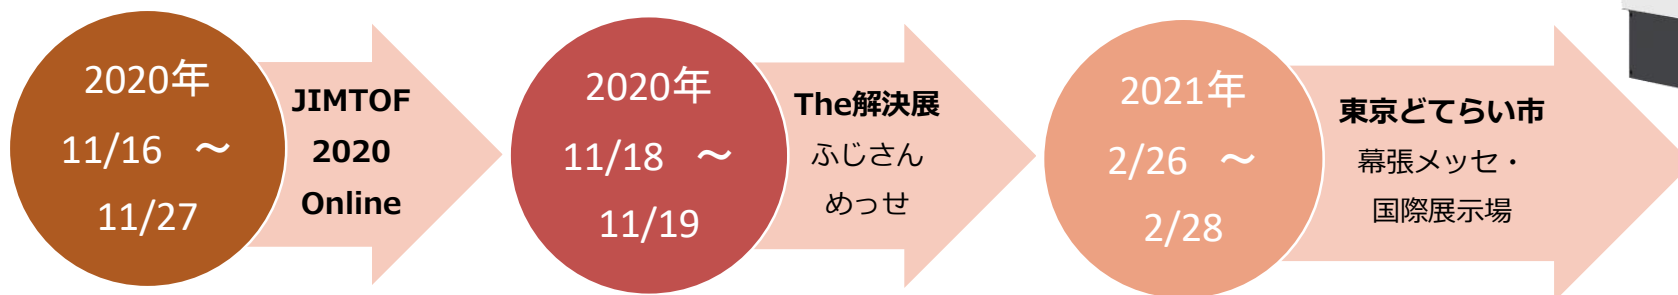 2020年
11/16 ～
11/27
JIMTOF
2020
Online
2020年
11/18 ～
11/19
The解決展
ふじさん
めっせ
2021年
2/26 ～
2/28
東京どてらい市
幕張メッセ・
国際展示場